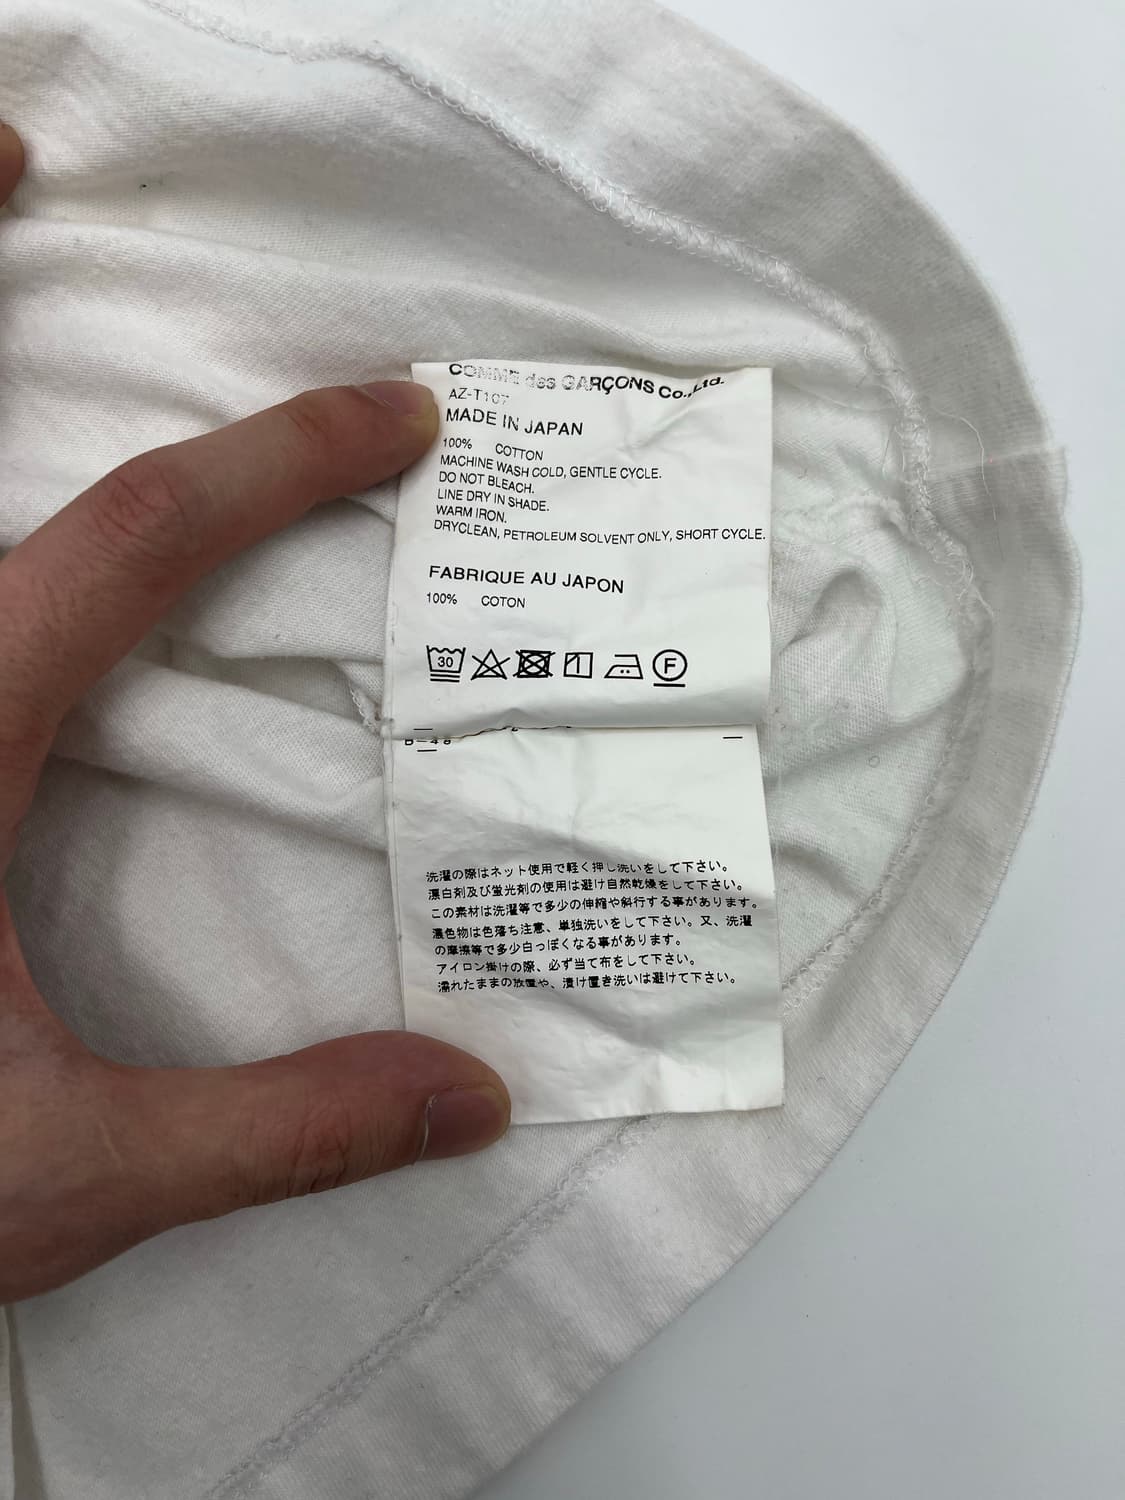 COMME des GARÇONS Co.,Ltd.
AZ-T107
MADE IN JAPAN
100% COTTON
MACHINE WASH COLD, GENTLE CYCLE.
DO NOT BLEACH.
LINE DRY IN SHADE.
WARM IRON.
DRYCLEAN, PETROLEUM SOLVENT ONLY, SHORT CYCLE.
FABRIQUE AU JAPON
100% COTON
30 F
洗濯の際はネット使用で軽く押し洗いをして下さい。
漂白剤及び蛍光剤の使用は避け自然乾燥をして下さい。
この素材は洗濯等で多少の伸縮や斜行する事があります。
濃色物は色落ち注意、単独洗いをして下さい。又、洗濯
の摩擦等で多少白っぽくなる事があります。
アイロン掛けの際、必ず当て布をして下さい。
濡れたままの放置や、漬け置き洗いは避けて下さい。